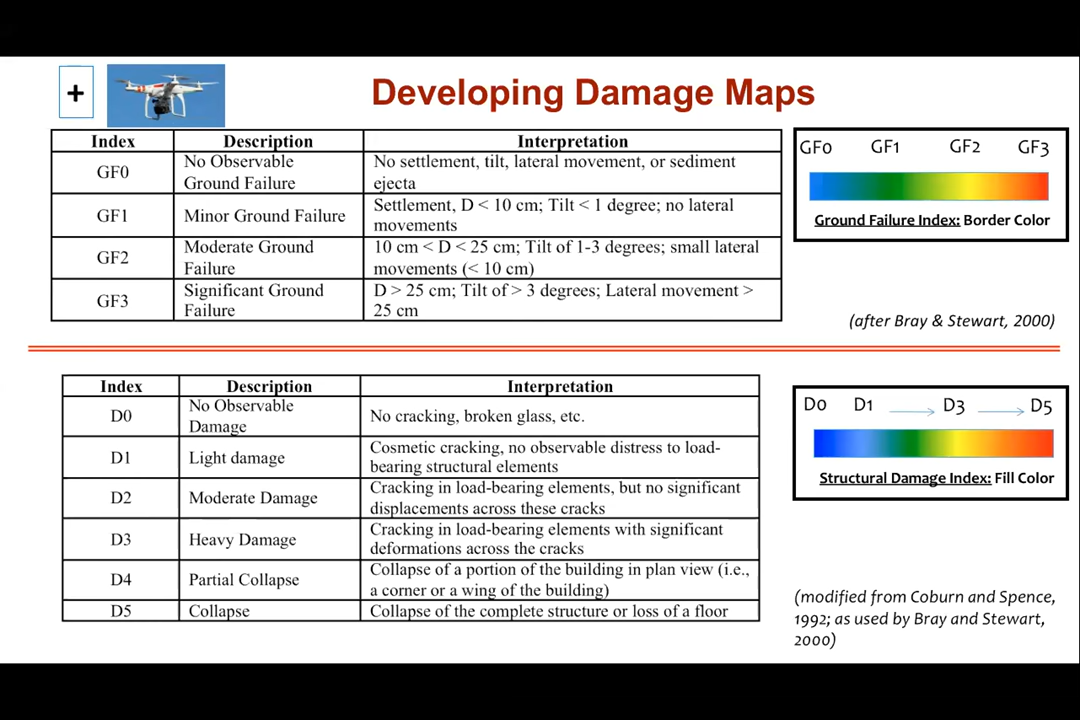 +
Developing Damage Maps
Index Description Interpretation
GF0 No Observable Ground Failure No settlement, tilt, lateral movement, or sediment ejecta
GF1 Minor Ground Failure Settlement, D < 10 cm; Tilt < 1 degree; no lateral movements
GF2 Moderate Ground Failure 10 cm < D < 25 cm; Tilt of 1-3 degrees; small lateral movements (< 10 cm)
GF3 Significant Ground Failure D > 25 cm; Tilt of > 3 degrees; Lateral movement > 25 cm
GF0 GF1 GF2 GF3
Ground Failure Index: Border Color
(after Bray & Stewart, 2000)
Index Description Interpretation
D0 No Observable Damage No cracking, broken glass, etc.
D1 Light damage Cosmetic cracking, no observable distress to load-bearing structural elements
D2 Moderate Damage Cracking in load-bearing elements, but no significant displacements across these cracks
D3 Heavy Damage Cracking in load-bearing elements with significant deformations across the cracks
D4 Partial Collapse Collapse of a portion of the building in plan view (i.e., a corner or a wing of the building)
D5 Collapse Collapse of the complete structure or loss of a floor
D0 D1 D3 D5
Structural Damage Index: Fill Color
(modified from Coburn and Spence,
1992; as used by Bray and Stewart,
2000)